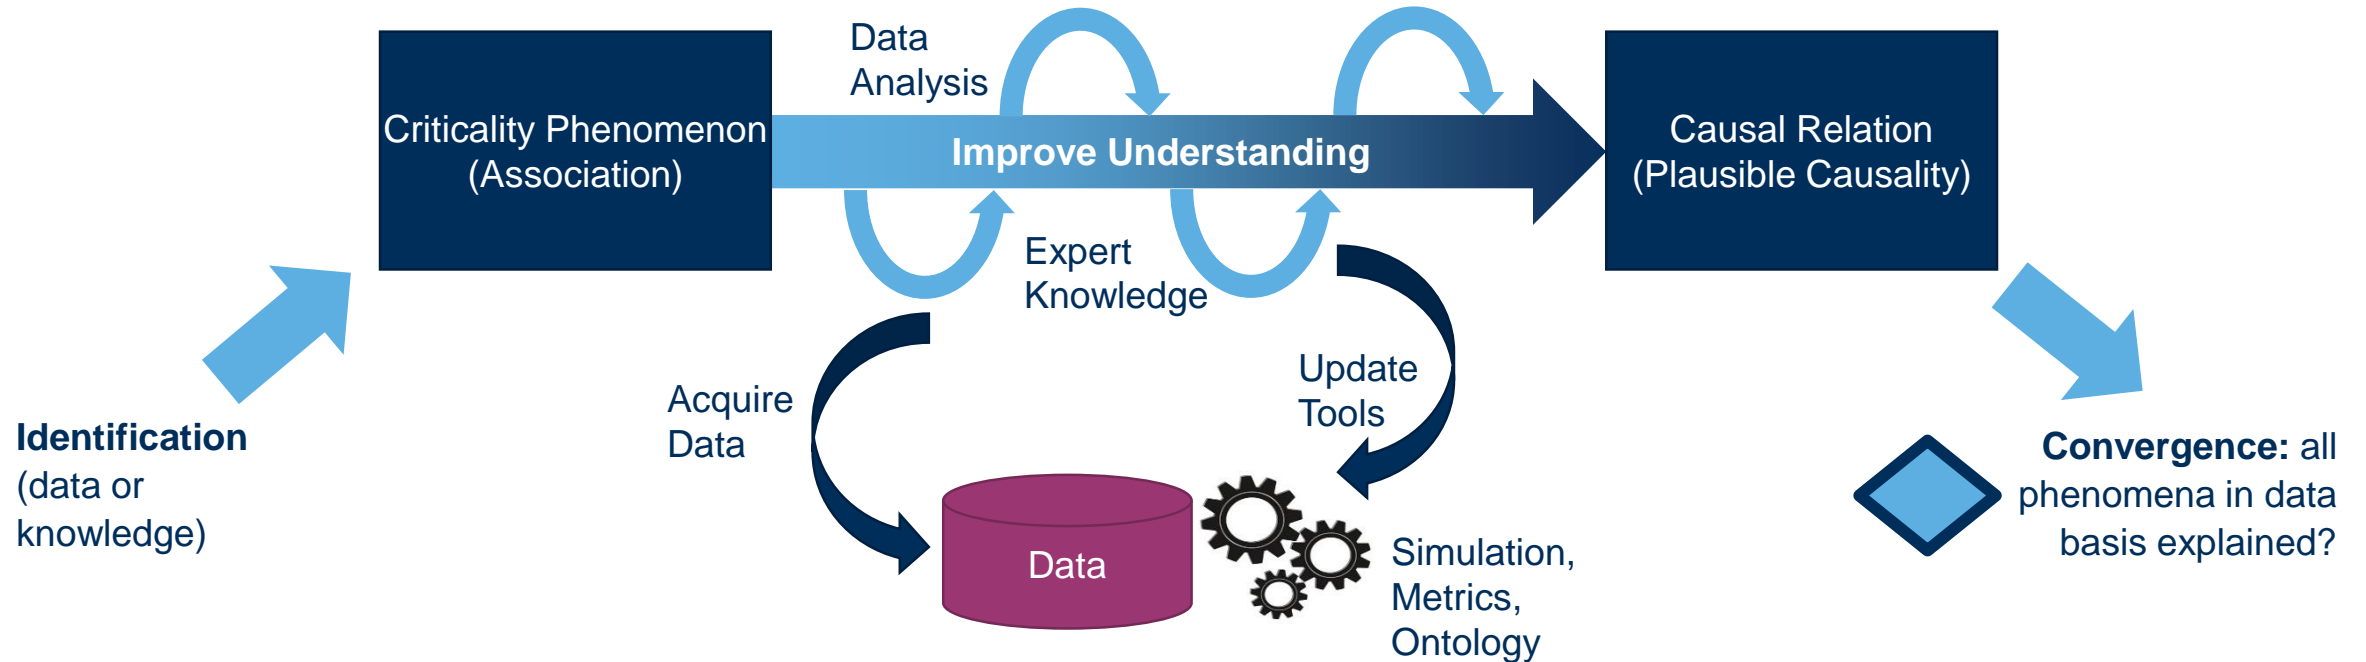 Data
Analysis
Criticality Phenomenon
(Association)
Improve Understanding
Causal Relation
(Plausible Causality)
Expert
Knowledge
Acquire
Data
Update
Tools
Identification
(data or
knowledge)
Data
Simulation,
Metrics,
Ontology
Convergence: all
phenomena in data
basis explained?